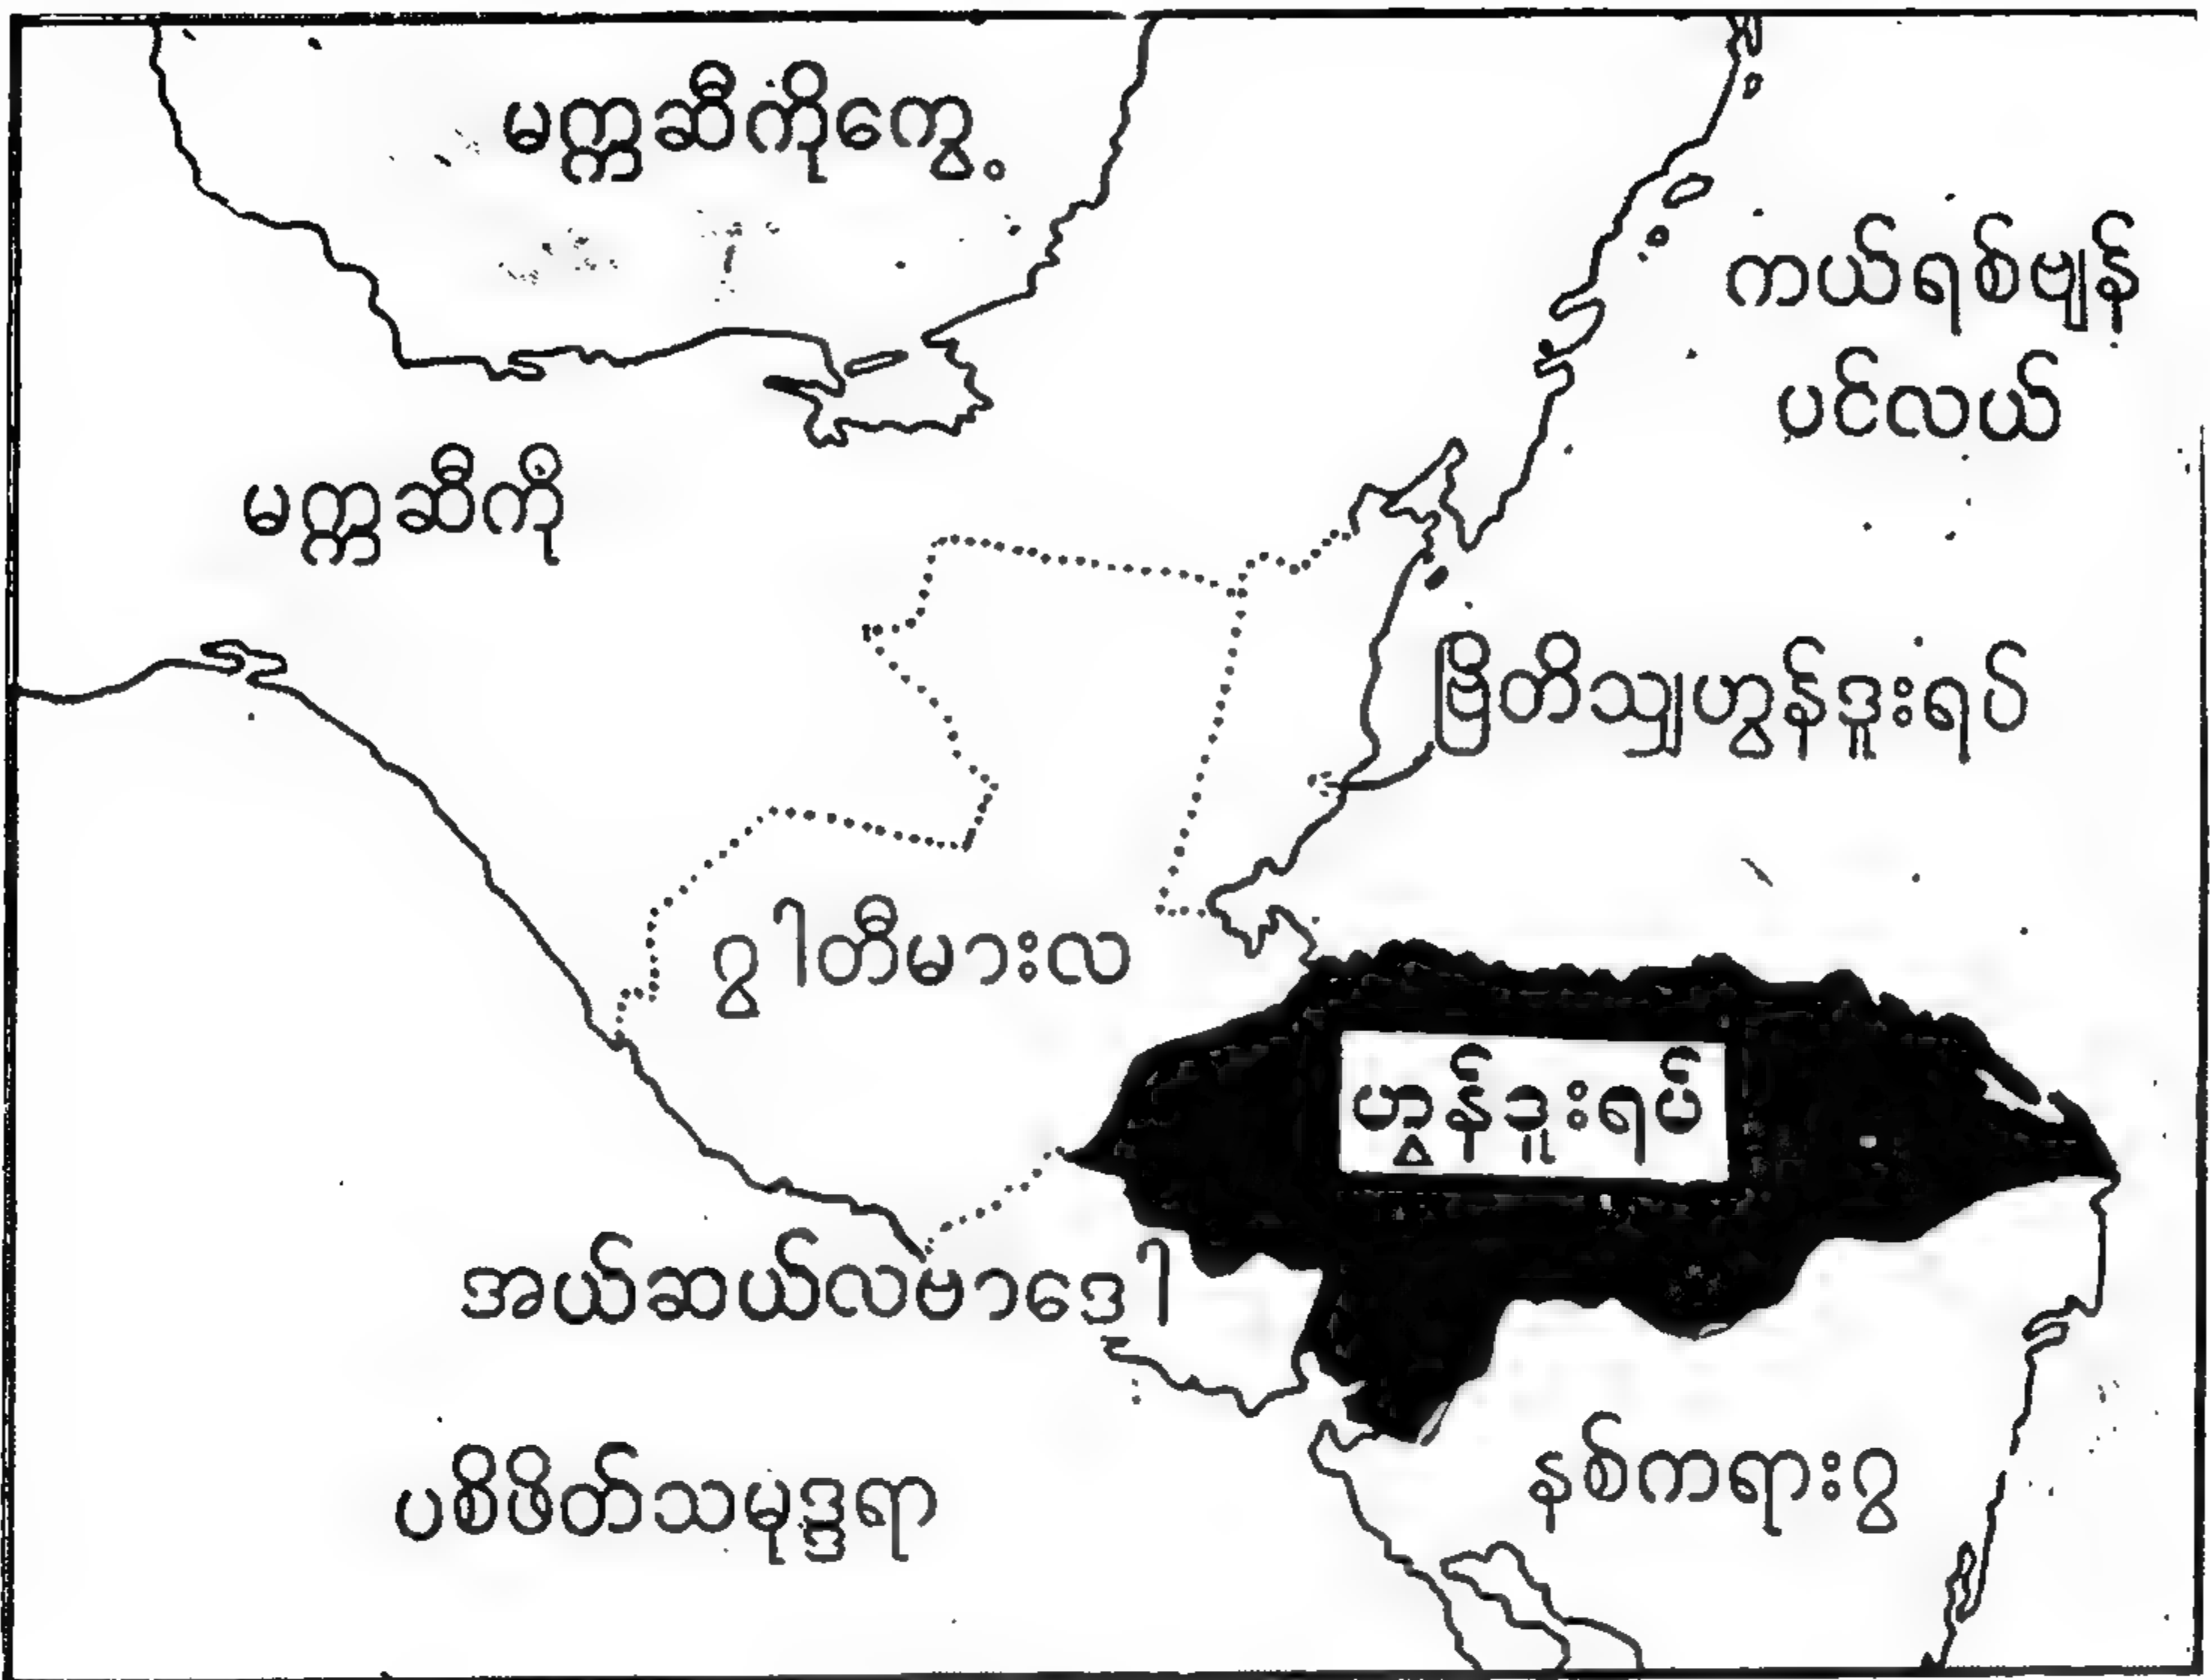 မက္ကဆီကိုကွေ့
ကယ်ရစ်ဗျန်
ပင်လယ်
မက္ကဆီကို
ဗြိတိသျှဟွန်ဒူးရပ်
ဂွါတီမားလ
ဟွန်ဒူးရပ်
အယ်ဆယ်လဗာဒေါ
နစ်ကရားဂွ
ပစိဖိတ်သမုဒ္ဒရာ